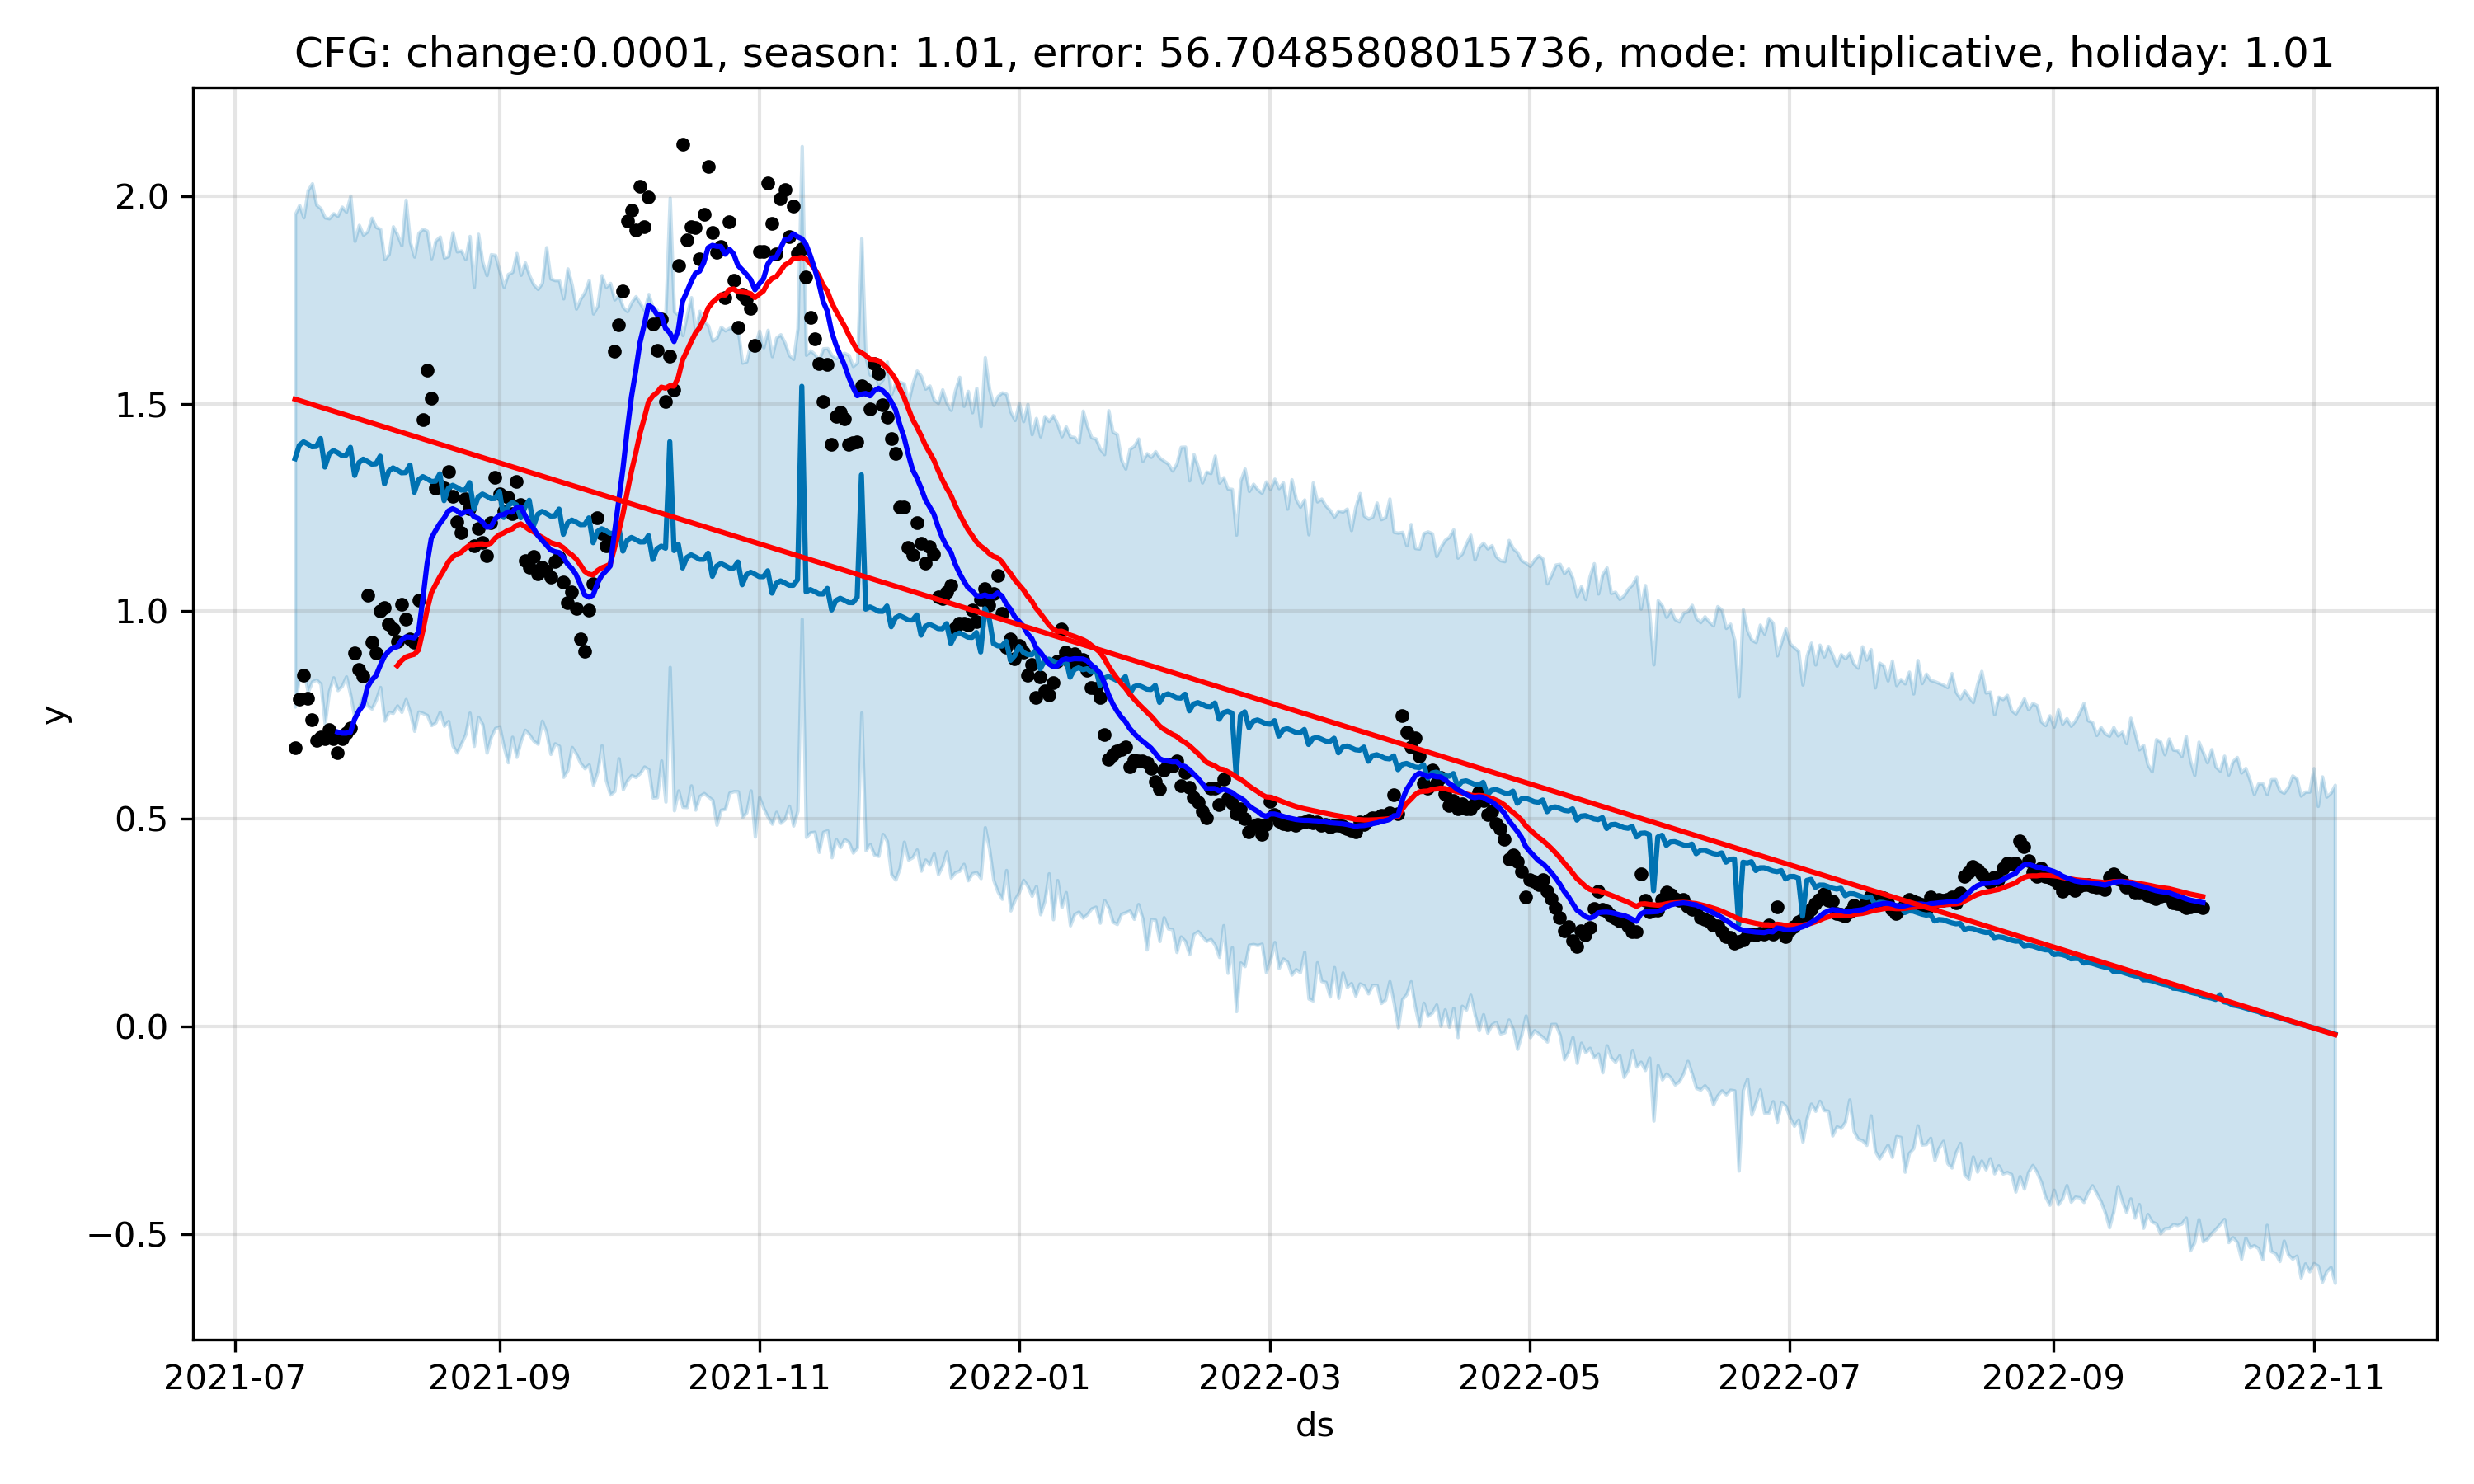 CFG: change:0.0001, season: 1.01, error: 56.70485808015736, mode: multiplicative, holiday: 1.01
2.0
1.5
1.0
0.5
0.0
−0.5
y
2021-07 2021-09 2021-11 2022-01 2022-03 2022-05 2022-07 2022-09 2022-11
ds